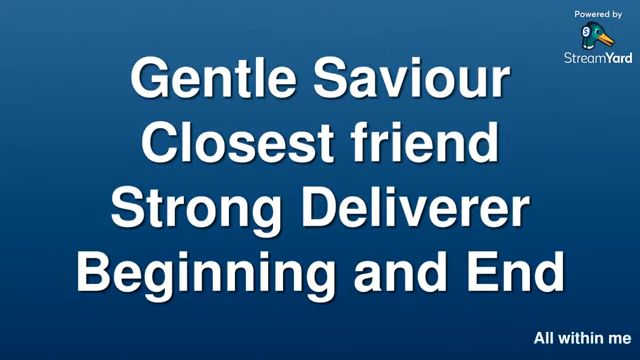 Powered by
StreamYard
Gentle Saviour
Closest friend
Strong Deliverer
Beginning and End
All within me